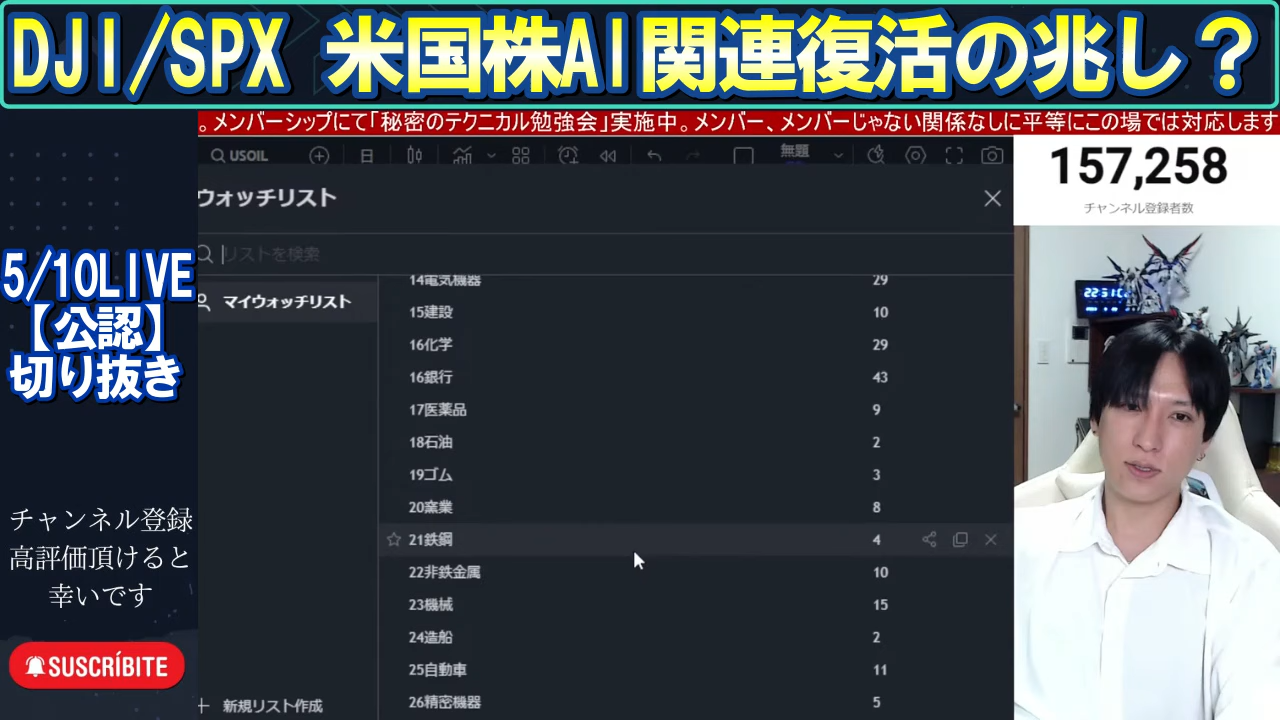 DJI/SPX 米国株AI関連復活の兆し？
。メンバーシップにて「秘密のテクニカル勉強会」実施中。メンバー、メンバーじゃない関係なしに平等にこの場では対応します
USOIL
日
無題
157,258
チャンネル登録者数
ウォッチリスト
リストを検索
マイウォッチリスト
14電気機器 29
15建設 10
16化学 29
16銀行 43
17医薬品 9
18石油 2
19ゴム 3
20窯業 8
21鉄鋼 4
22非鉄金属 10
23機械 15
24造船 2
25自動車 11
26精密機器 5
新規リスト作成
5/10LIVE
【公認】
切り抜き
チャンネル登録
高評価頂けると
幸いです
SUSCRÍBITE